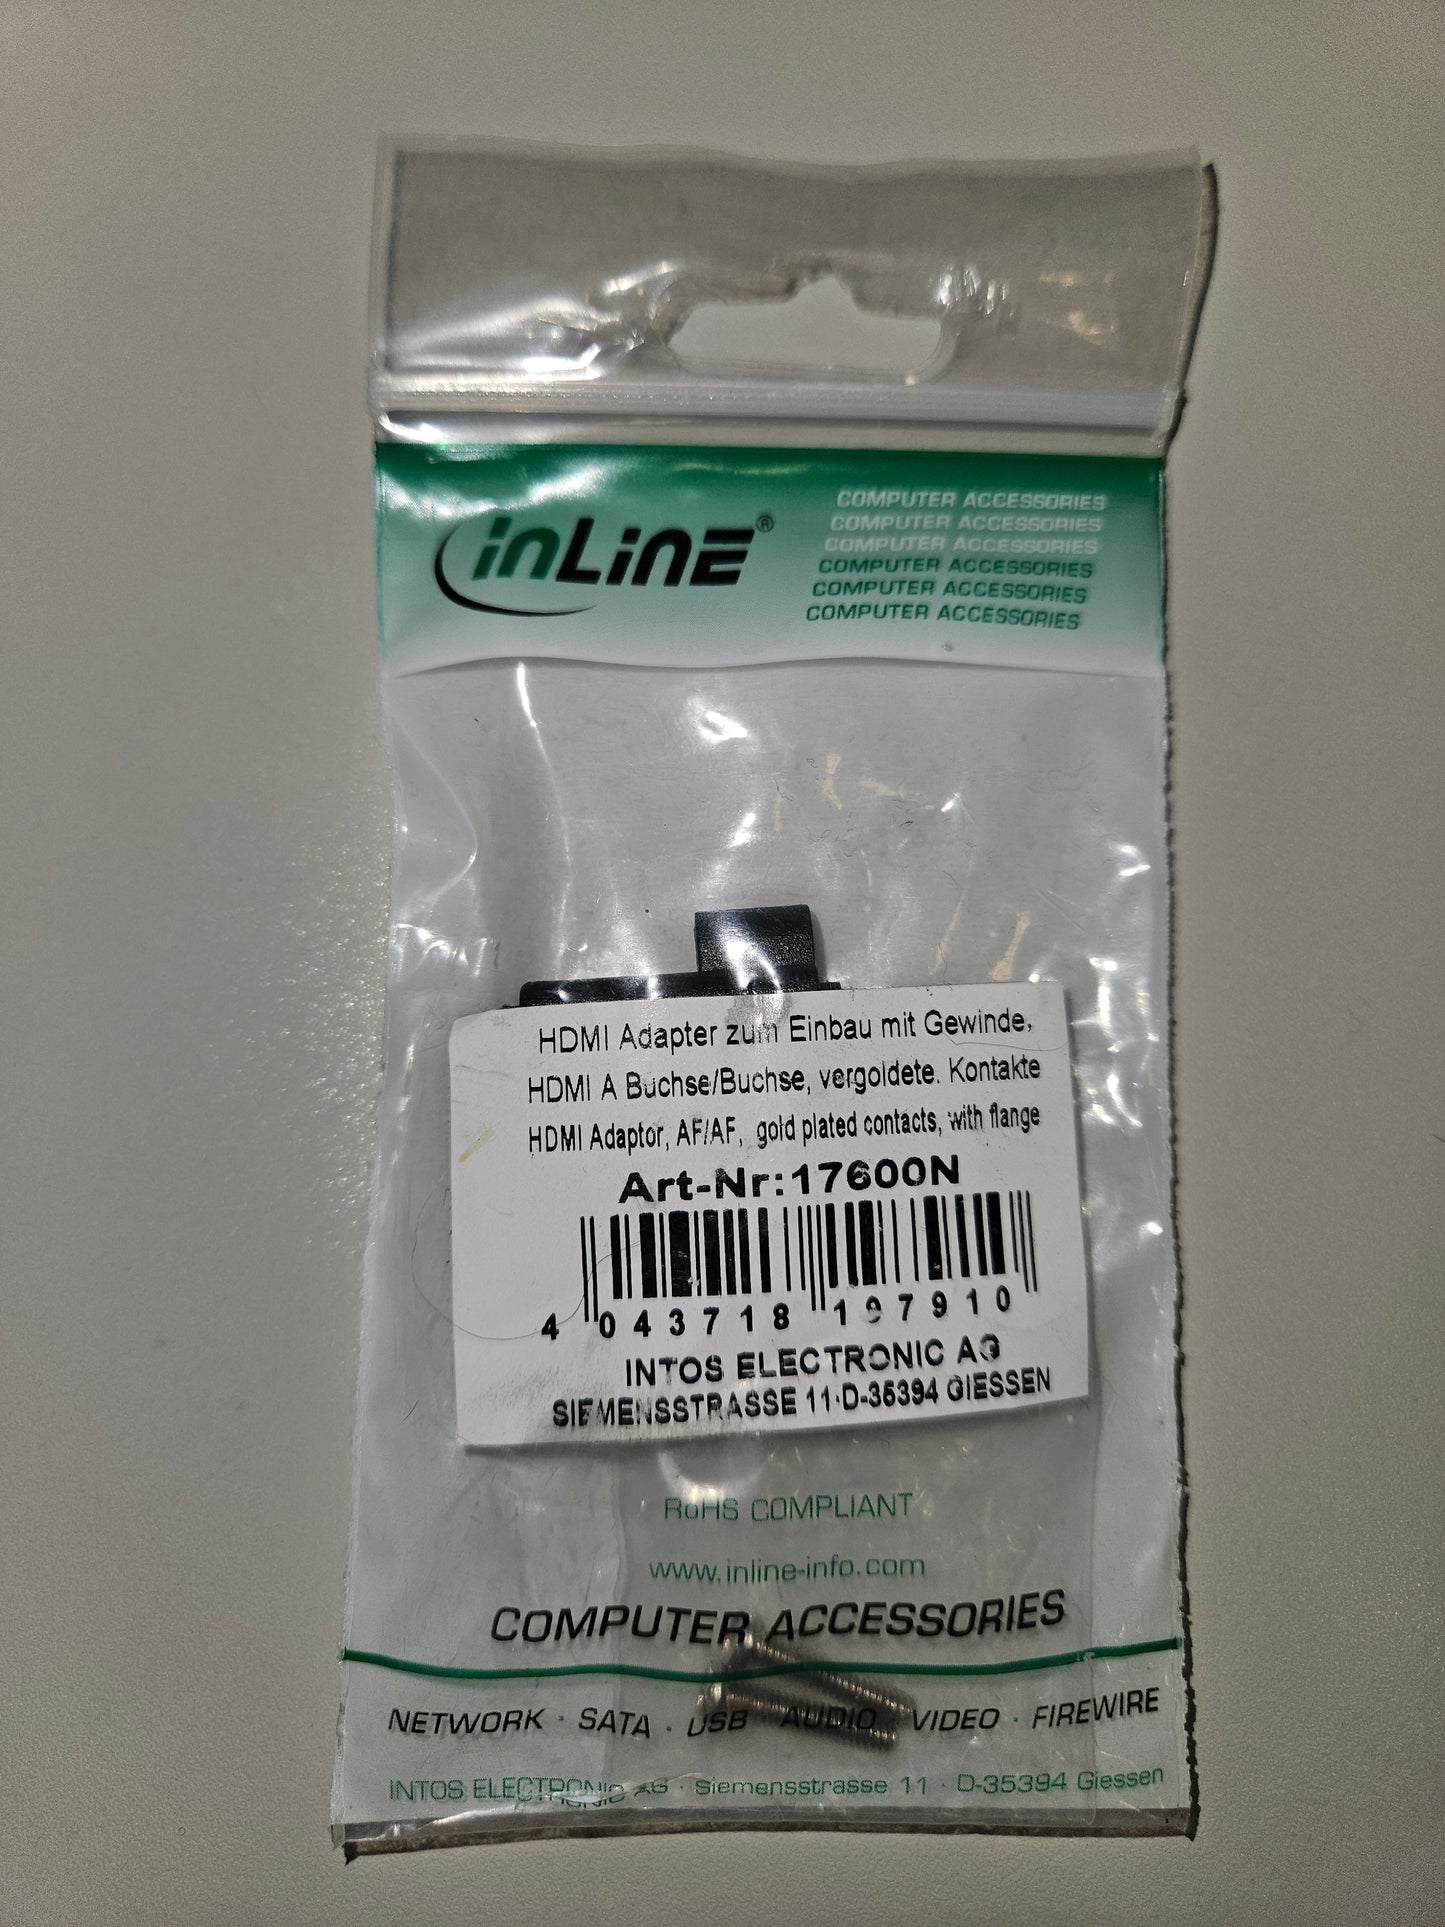 inLine®
COMPUTER ACCESSORIES
COMPUTER ACCESSORIES
COMPUTER ACCESSORIES
COMPUTER ACCESSORIES
COMPUTER ACCESSORIES
COMPUTER ACCESSORIES
HDMI Adapter zum Einbau mit Gewinde,
HDMI A Buchse/Buchse, vergoldete. Kontakte
HDMI Adaptor, AF/AF, gold plated contacts, with flange
Art-Nr:17600N
4 043718 197910
INTOS ELECTRONIC AG
SIEMENSSTRASSE 11·D-35394 GIESSEN
RoHS COMPLIANT
www.inline-info.com
COMPUTER ACCESSORIES
NETWORK · SATA · USB AUDIO VIDEO · FIREWIRE
INTOS ELECTRONIC AG · Siemensstrasse 11 · D-35394 Giessen